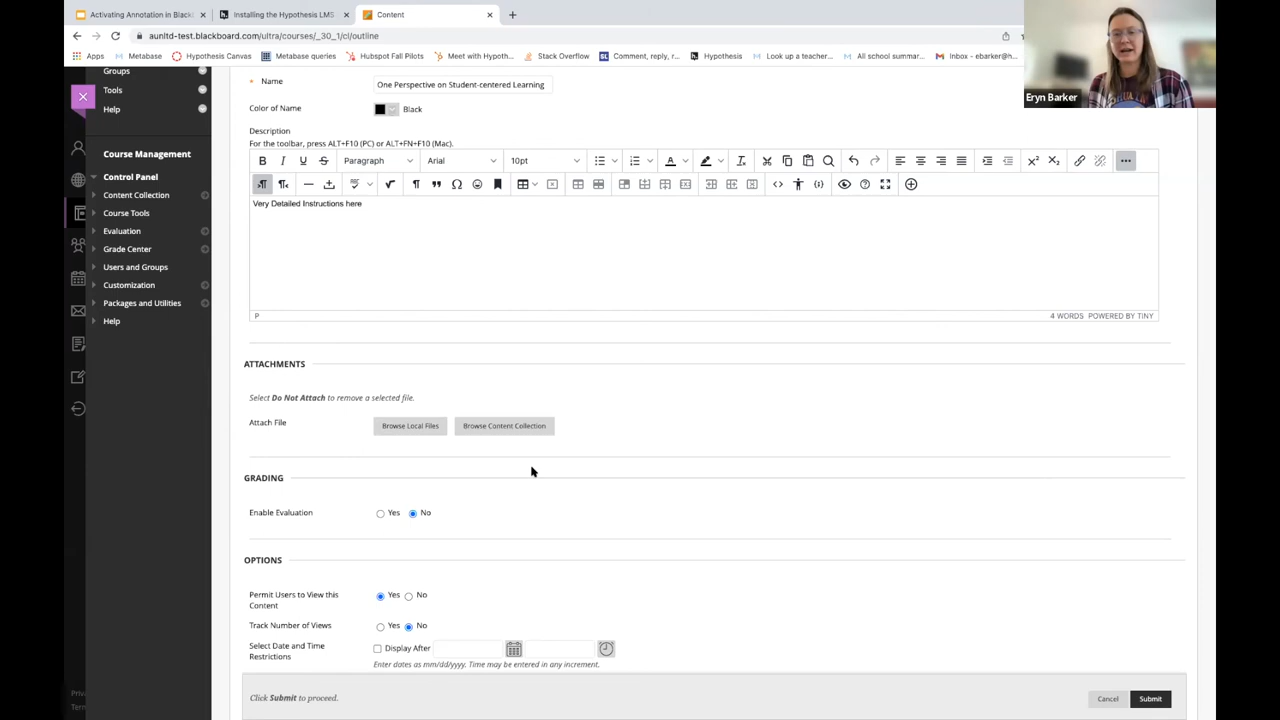 Activating Annotation in Black
Installing the Hypothesis LMS
Content
aunltd-test.blackboard.com/ultra/courses/_30_1/cl/outline
Apps
Metabase
Hypothesis Canvas
Database queries
Hubspot Fall Pilots
Meet with Hypoth...
Stack Overflow
Comment, reply, r...
Hypothesis
Look up a teacher...
All school summar...
Inbox - ebarker@h...
Eryn Barker
Groups
Tools
Help
Course Management
Control Panel
Content Collection
Course Tools
Evaluation
Grade Center
Users and Groups
Customization
Packages and Utilities
Help
Priva
Term
* Name
One Perspective on Student-centered Learning
Color of Name
Black
Description
For the toolbar, press ALT+F10 (PC) or ALT+FN+F10 (Mac).
Paragraph
Arial
10pt
Very Detailed Instructions here
P
4 WORDS POWERED BY TINY
ATTACHMENTS
Select Do Not Attach to remove a selected file.
Attach File
Browse Local Files
Browse Content Collection
GRADING
Enable Evaluation
Yes
No
OPTIONS
Permit Users to View this
Content
Yes
No
Track Number of Views
Yes
No
Select Date and Time
Restrictions
Display After
Enter dates as mm/dd/yyyy. Time may be entered in any increment.
Click Submit to proceed.
Cancel
Submit